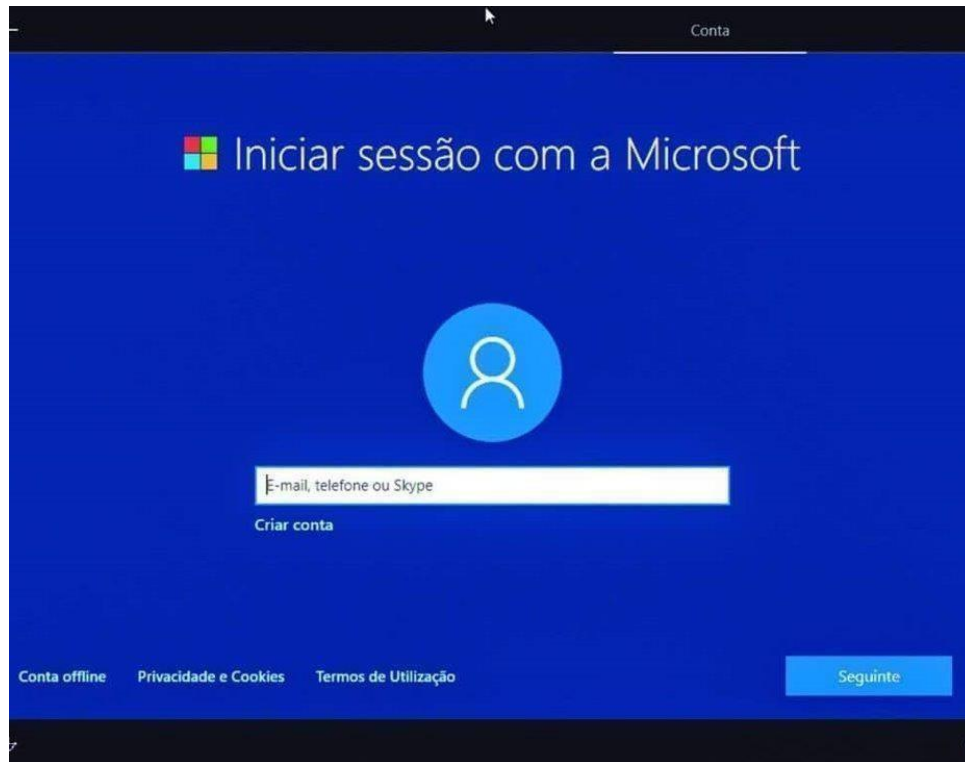 Conta
Iniciar sessão com a Microsoft
E-mail, telefone ou Skype
Criar conta
Conta offline Privacidade e Cookies Termos de Utilização Seguinte